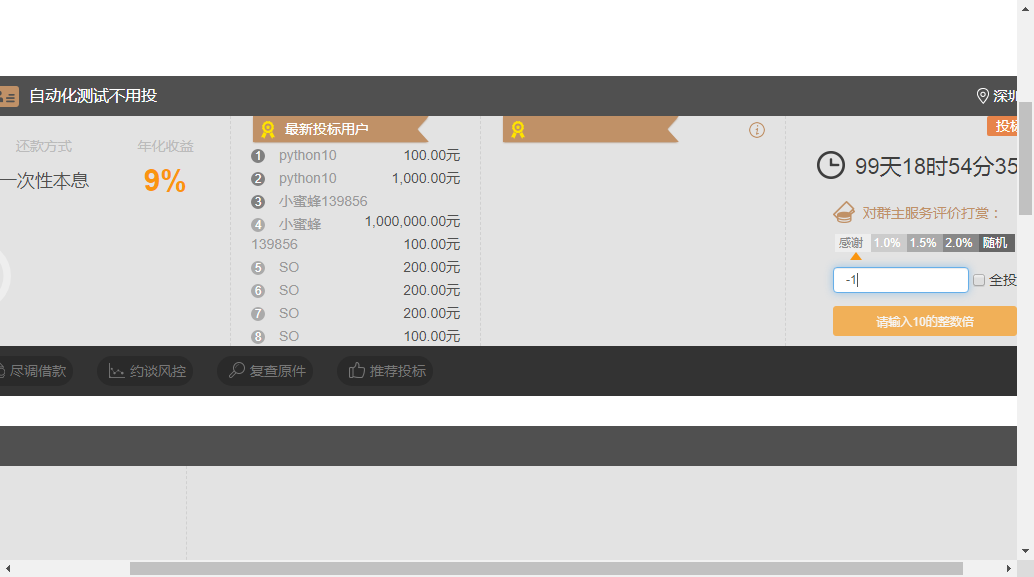 自动化测试不用投
深圳
还款方式
年化收益
一次性本息
9%
最新投标用户
1 python10 100.00元
2 python10 1,000.00元
3 小蜜蜂139856
4 小蜜蜂 1,000,000.00元
139856 100.00元
5 SO 200.00元
6 SO 200.00元
7 SO 200.00元
8 SO 100.00元
投标
99天18时54分35
对群主服务评价打赏：
感谢 1.0% 1.5% 2.0% 随机
-1
全投
请输入10的整数倍
尽调借款
约谈风控
复查原件
推荐投标